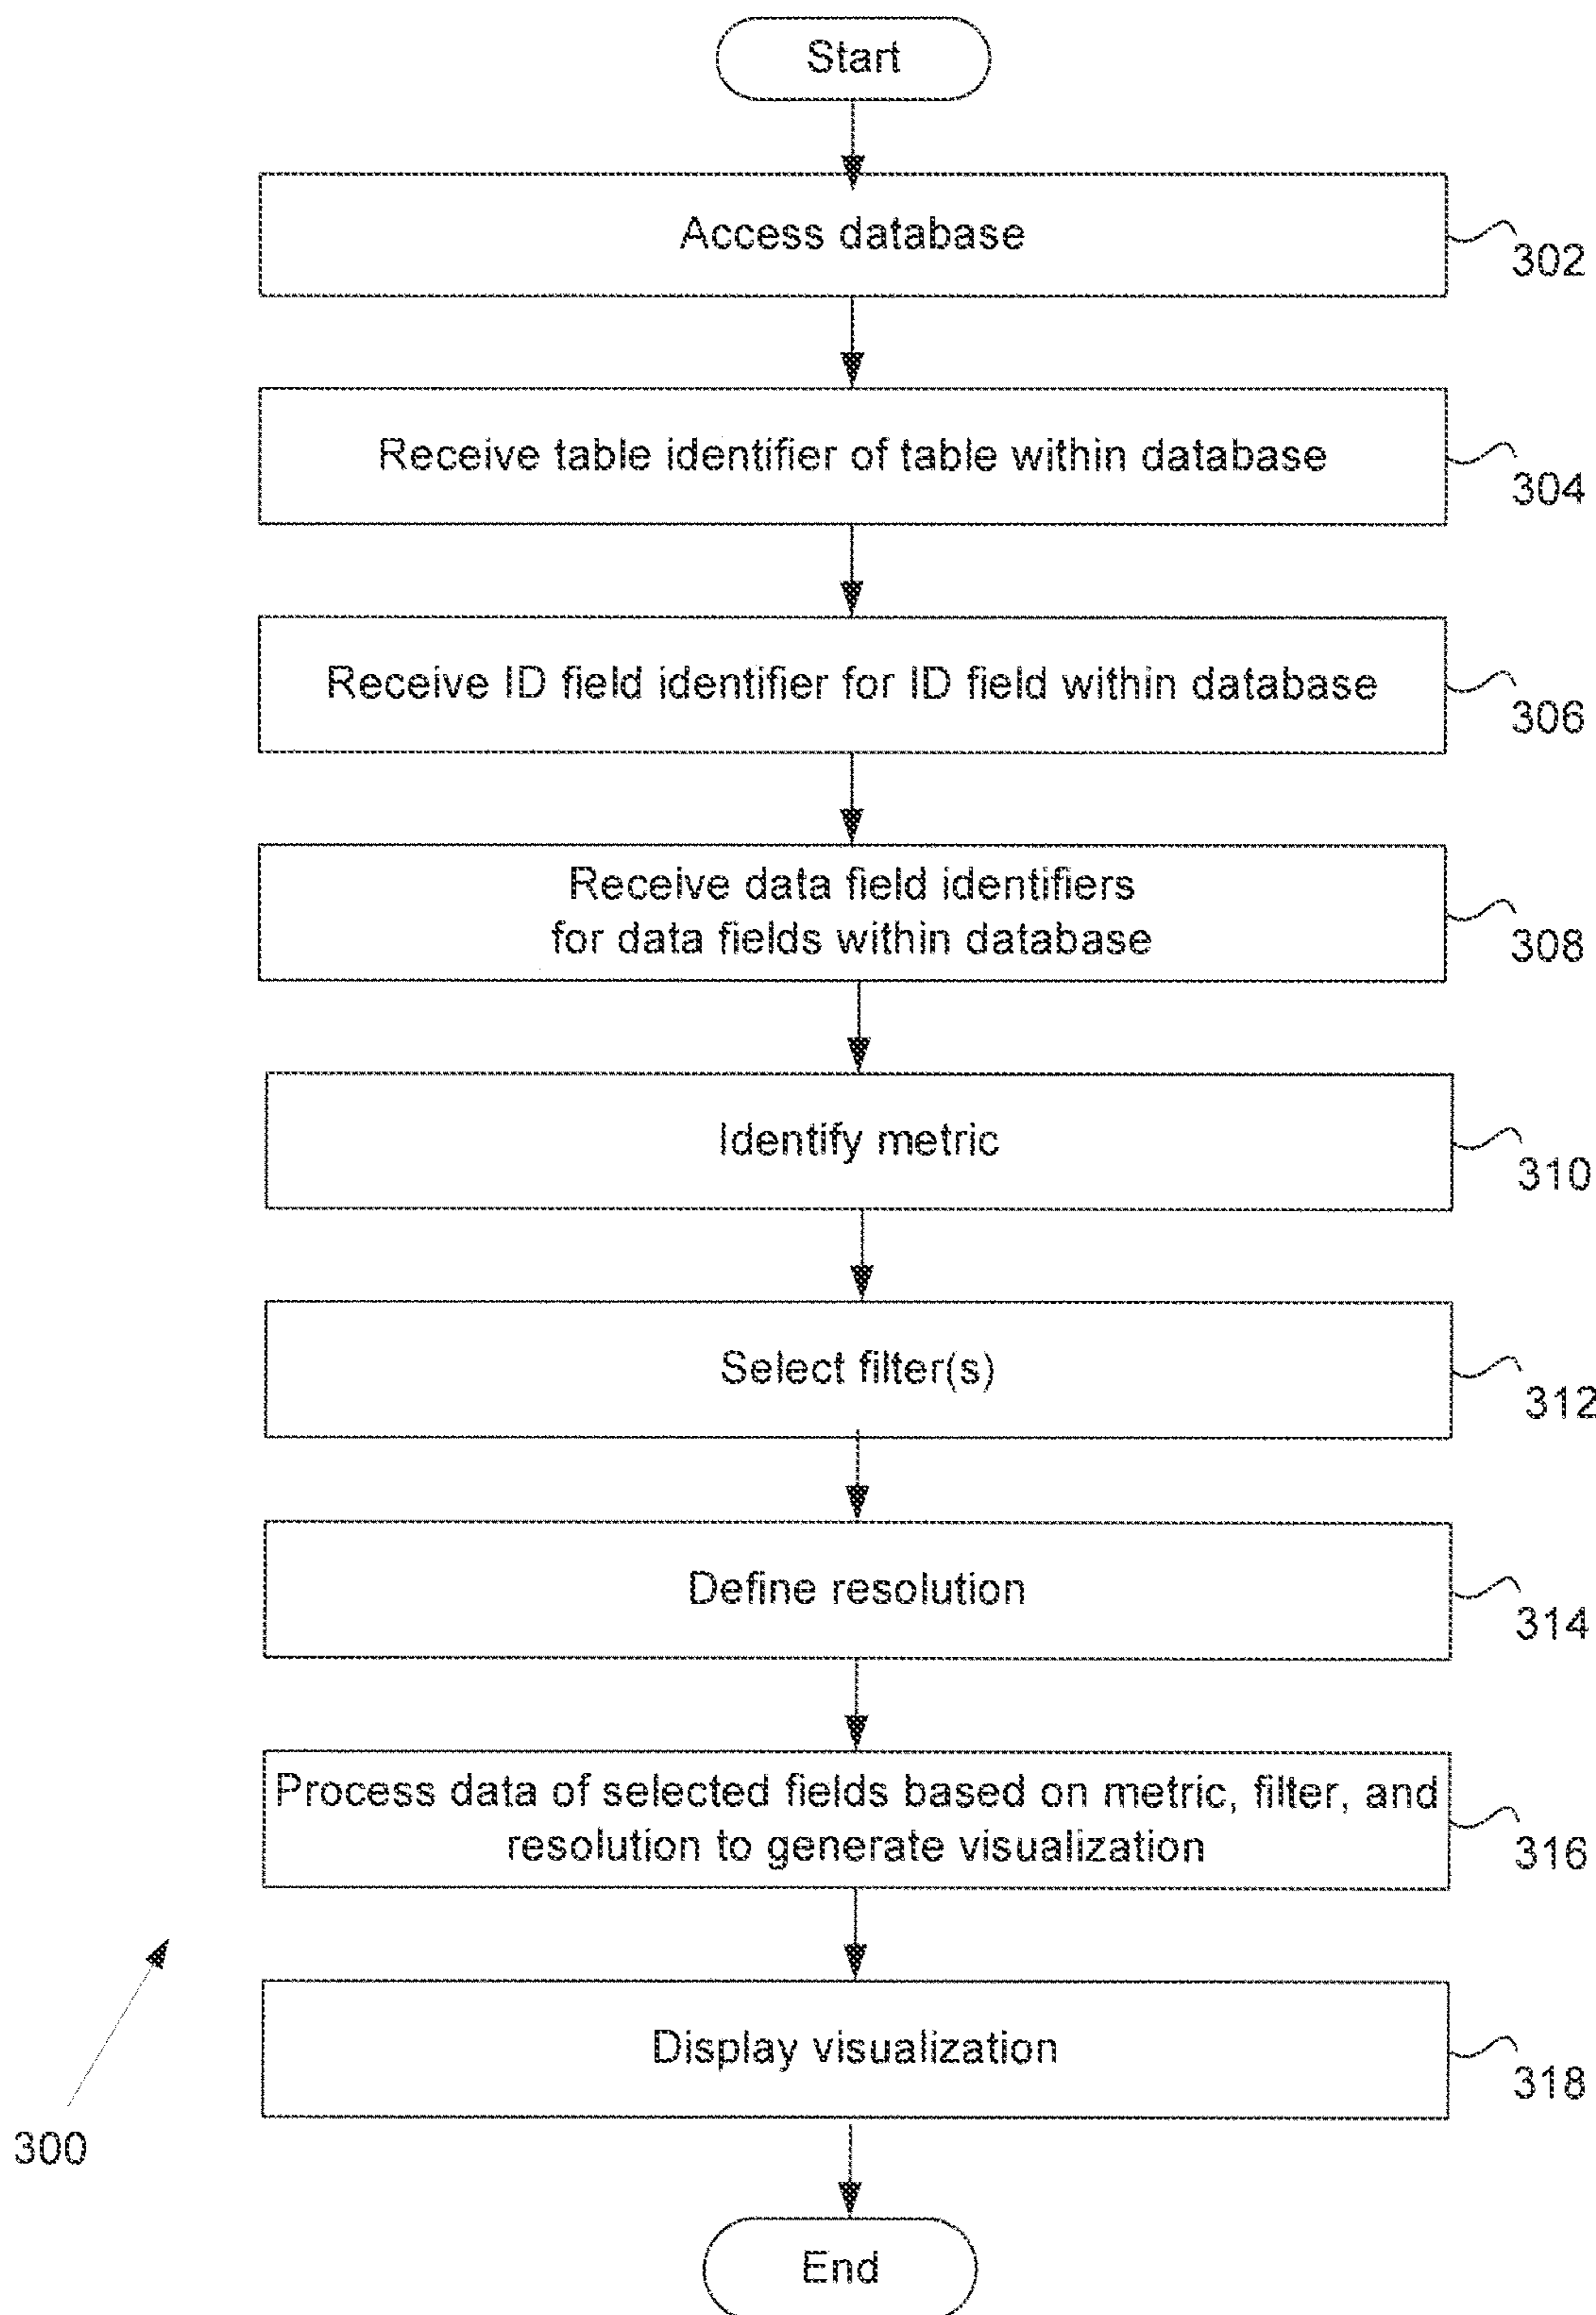 Start
Access database
302
Receive table identifier of table within database
304
Receive ID field identifier for ID field within database
306
Receive data field identifiers
for data fields within database
308
Identify metric
310
Select filter(s)
312
Define resolution
314
Process data of selected fields based on metric, filter, and
resolution to generate visualization
316
Display visualization
318
300
End